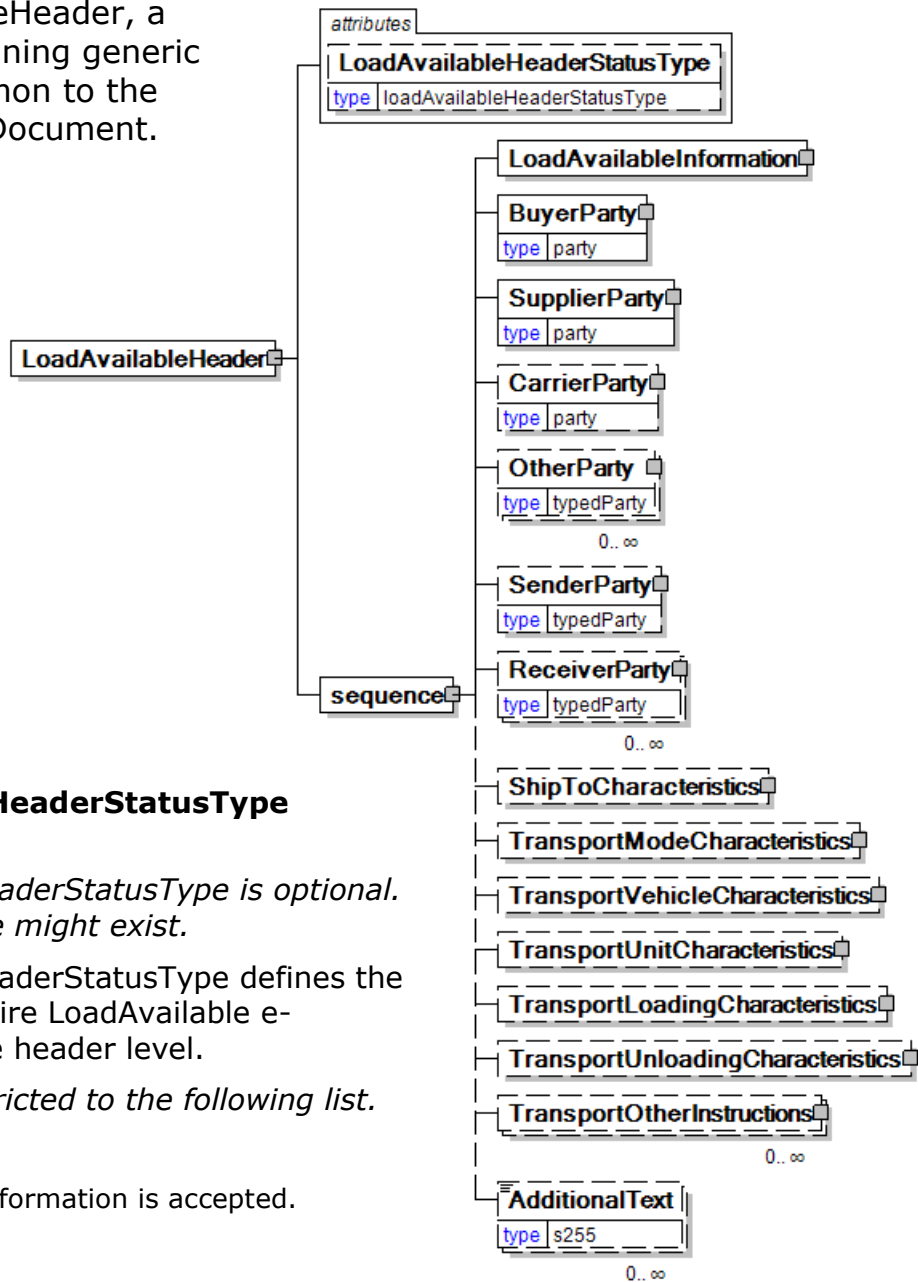 eHeader, a
ning generic
non to the
Document.
attributes
LoadAvailableHeaderStatusType
type loadAvailableHeaderStatusType
LoadAvailableInformation
BuyerParty
type party
SupplierParty
type party
LoadAvailableHeader
CarrierParty
type party
OtherParty
type typedParty
0.. ∞
SenderParty
type typedParty
ReceiverParty
type typedParty
0.. ∞
sequence
HeaderStatusType
ShipToCharacteristics
TransportModeCharacteristics
aderStatusType is optional.
e might exist.
TransportVehicleCharacteristics
TransportUnitCharacteristics
aderStatusType defines the
ire LoadAvailable e-
e header level.
TransportLoadingCharacteristics
TransportUnloadingCharacteristics
ricted to the following list.
TransportOtherInstructions
0.. ∞
formation is accepted.
AdditionalText
type s255
0.. ∞